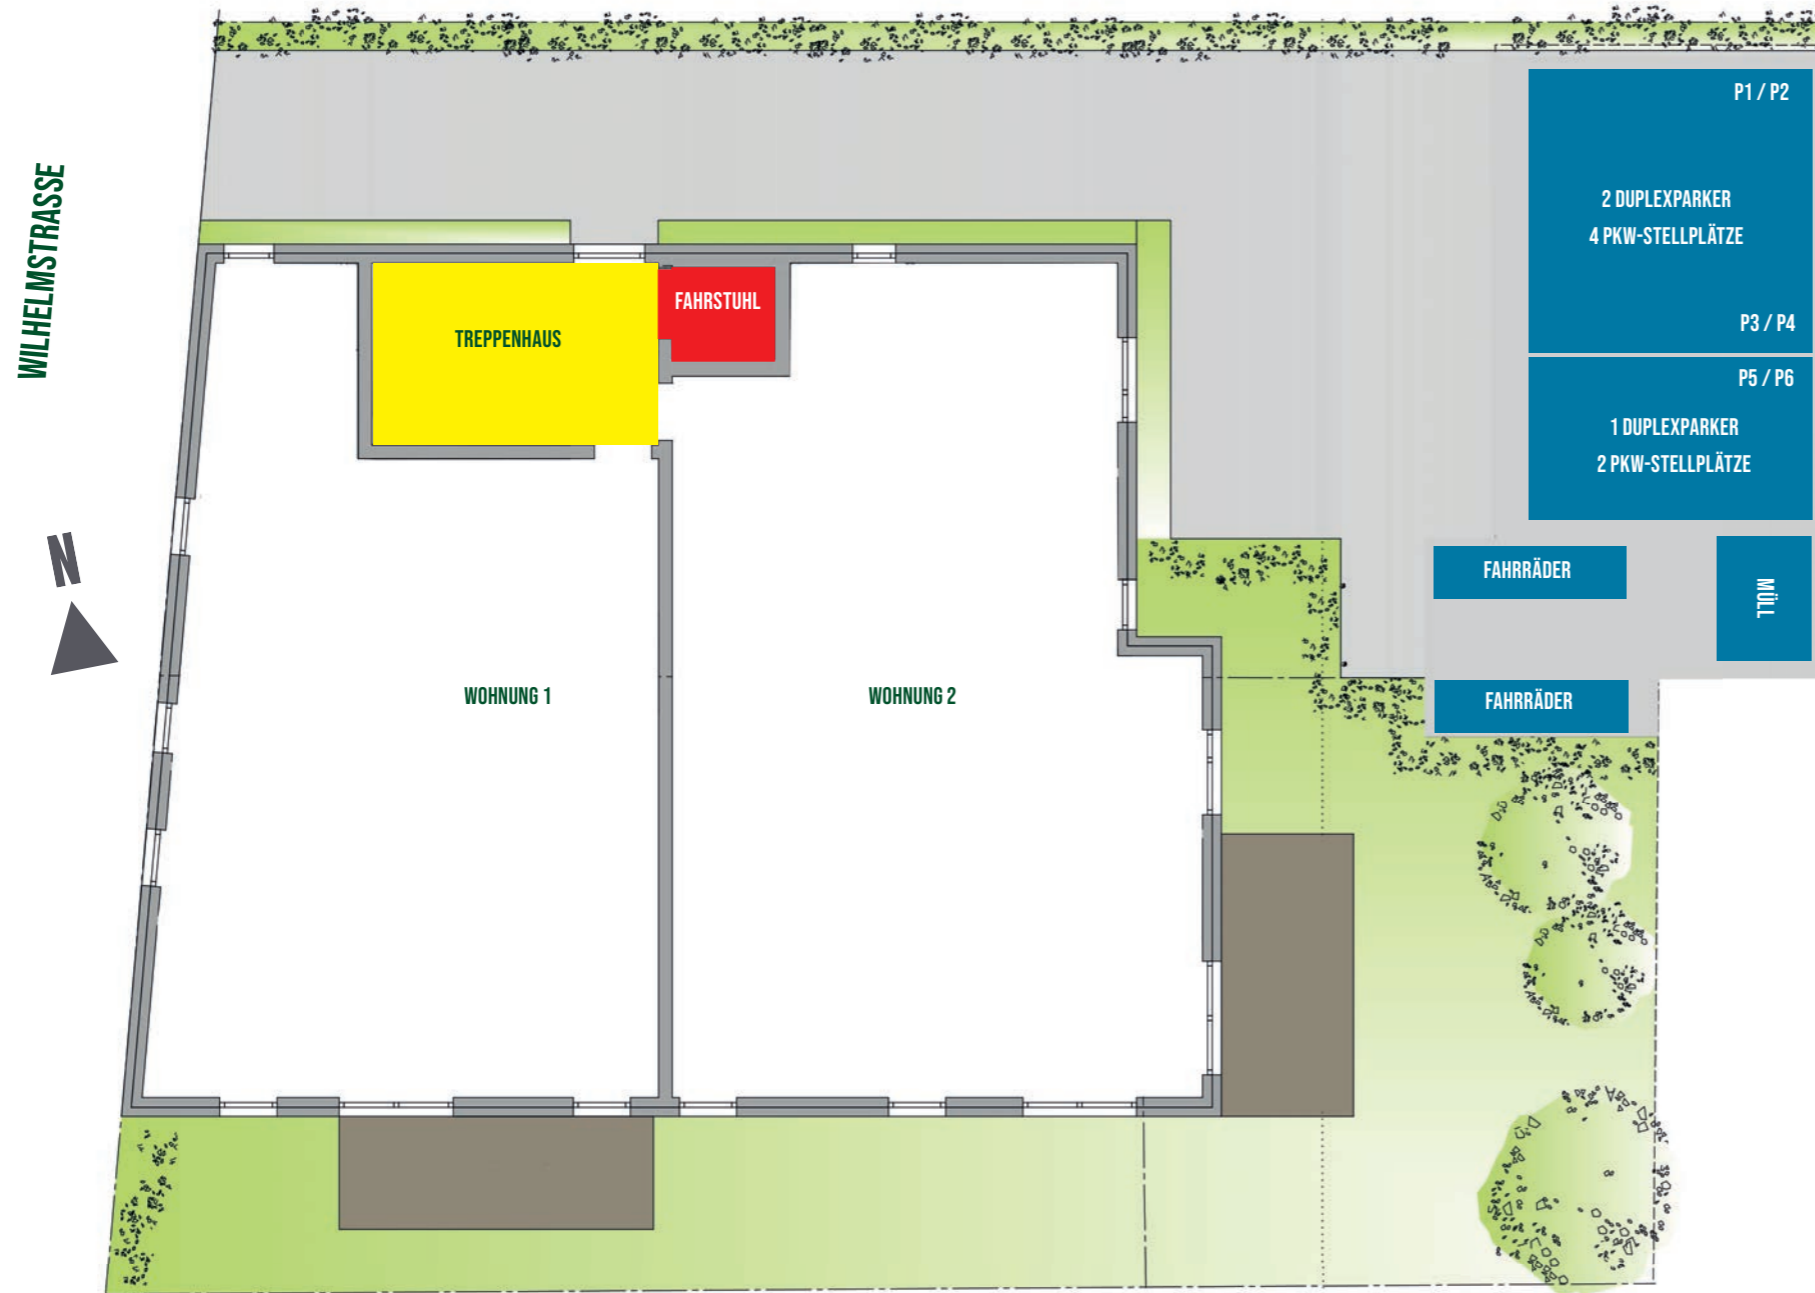 WILHELMSTRASSE
N
TREPPENHAUS
FAHRSTUHL
WOHNUNG 1
WOHNUNG 2
P1 / P2
2 DUPLEXPARKER
4 PKW-STELLPLÄTZE
P3 / P4
P5 / P6
1 DUPLEXPARKER
2 PKW-STELLPLÄTZE
FAHRRÄDER
MÜLL
FAHRRÄDER